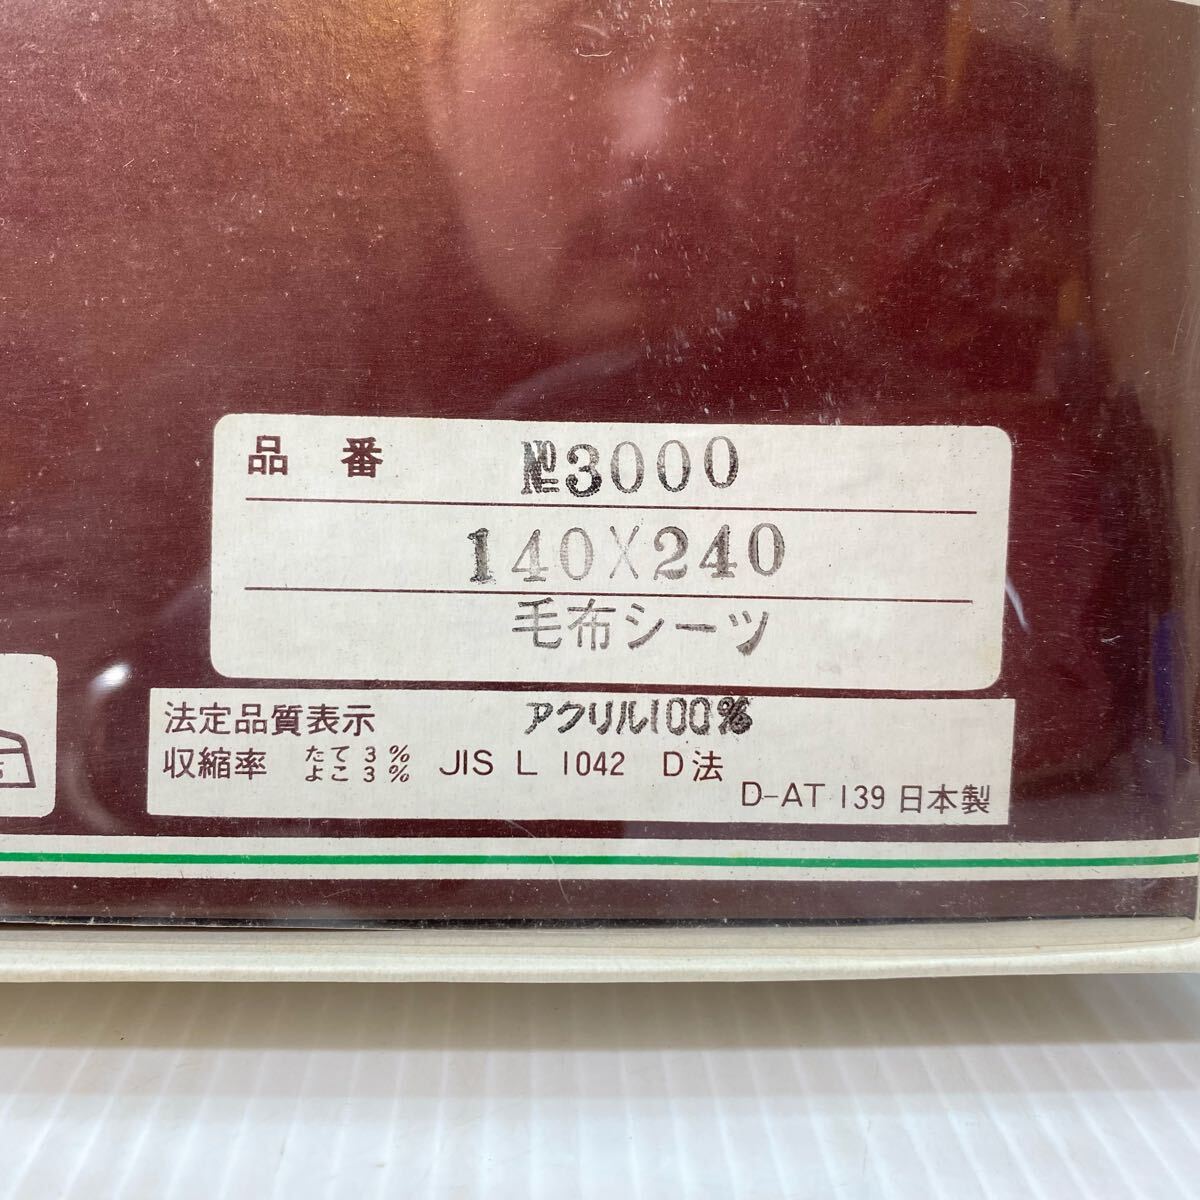 品番 №3000
140×240
毛布シーツ
法定品質表示 アクリル100%
収縮率 たて3% よこ3% JIS L 1042 D法
D-AT 139 日本製